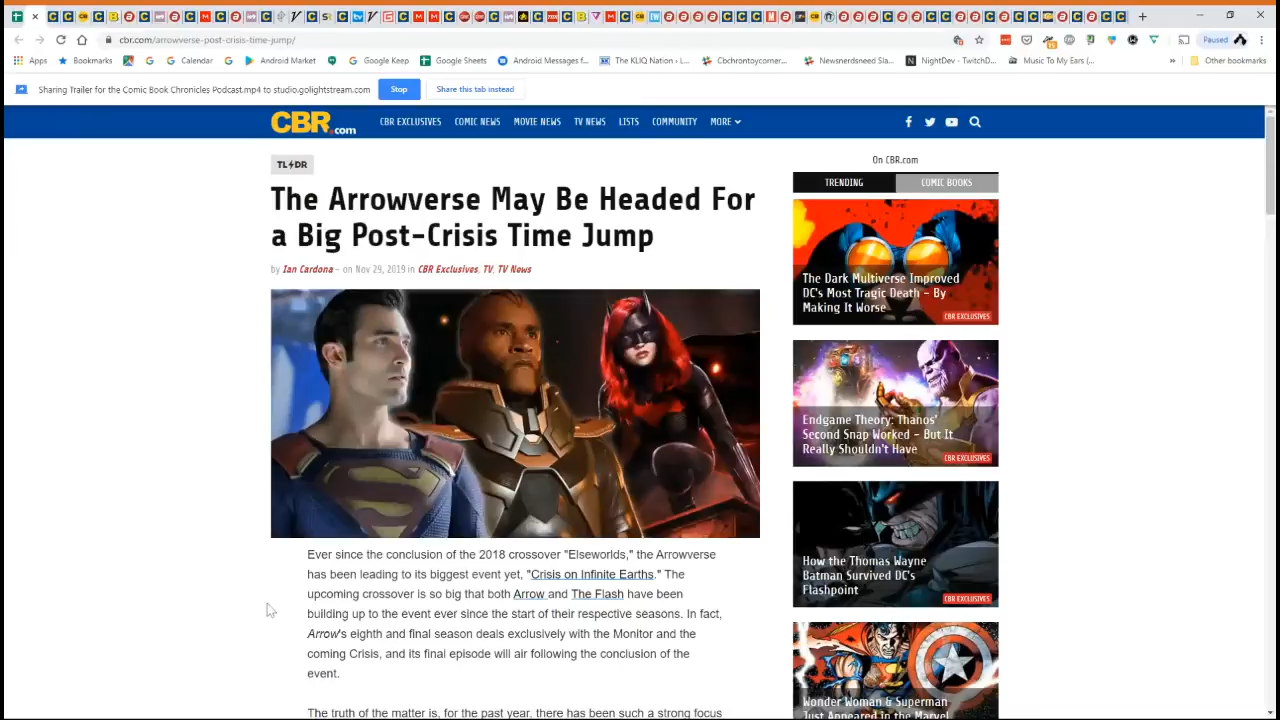 cbr.com/arrowverse-post-crisis-time-jump/
Paused
Apps
Bookmarks
Calendar
Android Market
Google Keep
Google Sheets
Android Messages f...
The KLIQ Nation ‹ L...
Cbchrontoycorner...
Newsnerdsneed Sla...
NightDev - TwitchD...
Music To My Ears (...
»
Other bookmarks
Sharing Trailer for the Comic Book Chronicles Podcast.mp4 to studio.golightstream.com
Stop
Share this tab instead
CBR.com
CBR EXCLUSIVES
COMIC NEWS
MOVIE NEWS
TV NEWS
LISTS
COMMUNITY
MORE
TL DR
The Arrowverse May Be Headed For
a Big Post-Crisis Time Jump
by Ian Cardona – on Nov 29, 2019 in CBR Exclusives, TV, TV News
Ever since the conclusion of the 2018 crossover "Elseworlds," the Arrowverse
has been leading to its biggest event yet, "Crisis on Infinite Earths." The
upcoming crossover is so big that both Arrow and The Flash have been
building up to the event ever since the start of their respective seasons. In fact,
Arrow's eighth and final season deals exclusively with the Monitor and the
coming Crisis, and its final episode will air following the conclusion of the
event.
The truth of the matter is, for the past year, there has been such a strong focus
On CBR.com
TRENDING
COMIC BOOKS
The Dark Multiverse Improved
DC's Most Tragic Death – By
Making It Worse
CBR EXCLUSIVES
Endgame Theory: Thanos'
Second Snap Worked – But It
Really Shouldn't Have
CBR EXCLUSIVES
How the Thomas Wayne
Batman Survived DC's
Flashpoint
CBR EXCLUSIVES
Wonder Woman & Superman
Just Appeared in the Marvel